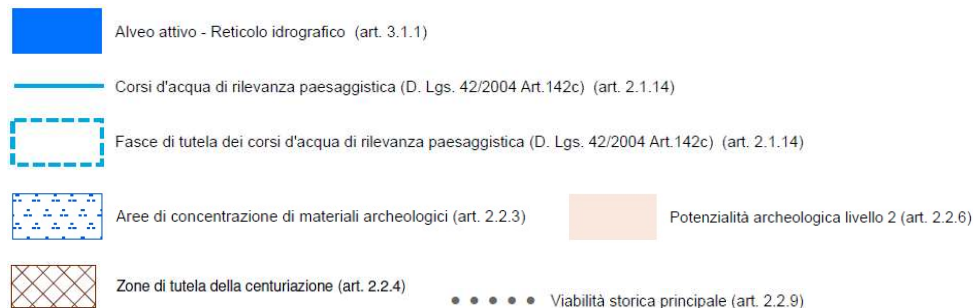 Alveo attivo - Reticolo idrografico (art. 3.1.1)
Corsi d'acqua di rilevanza paesaggistica (D. Lgs. 42/2004 Art.142c) (art. 2.1.14)
Fasce di tutela dei corsi d'acqua di rilevanza paesaggistica (D. Lgs. 42/2004 Art.142c) (art. 2.1.14)
Aree di concentrazione di materiali archeologici (art. 2.2.3)
Potenzialità archeologica livello 2 (art. 2.2.6)
Zone di tutela della centuriazione (art. 2.2.4)
Viabilità storica principale (art. 2.2.9)